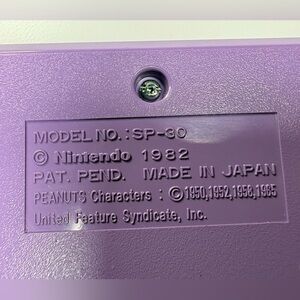 MODEL NO.: SP-30
© Nintendo 1982
PAT. PEND. MADE IN JAPAN
PEANUTS Characters : © 1950,1952,1958,1965
United Feature Syndicate, Inc.